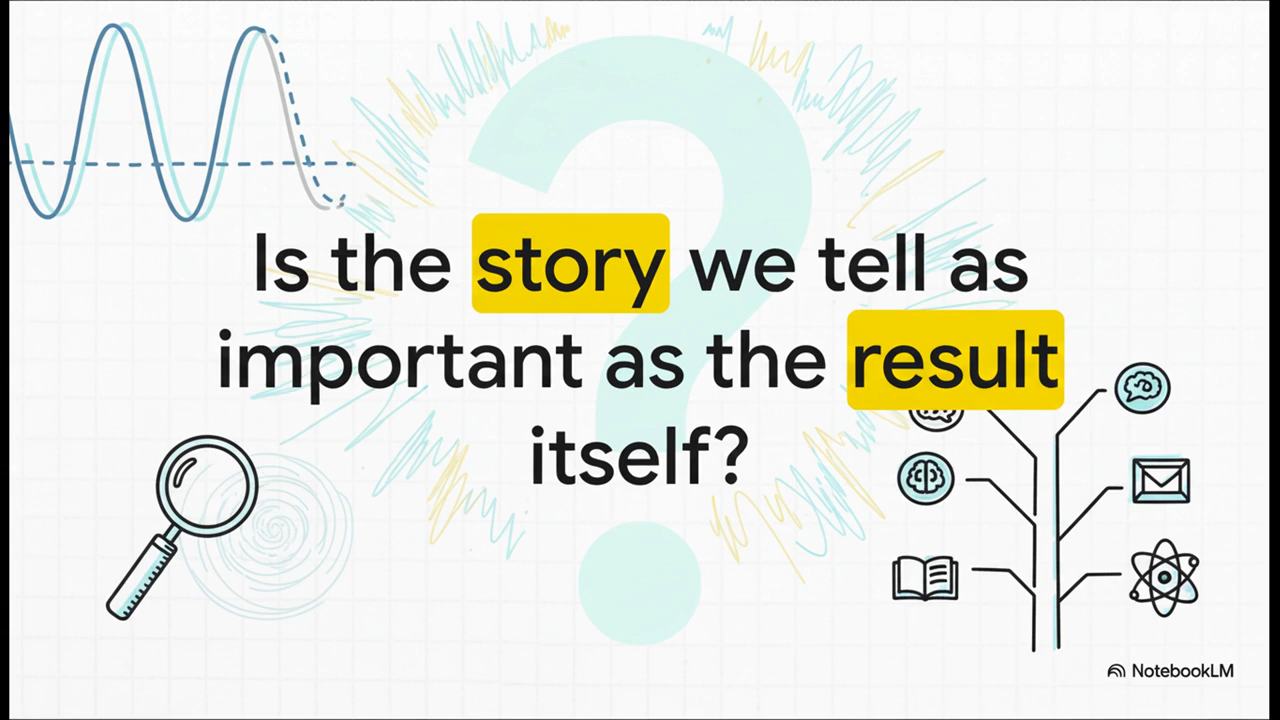 Is the story we tell as
important as the result
itself?
NotebookLM